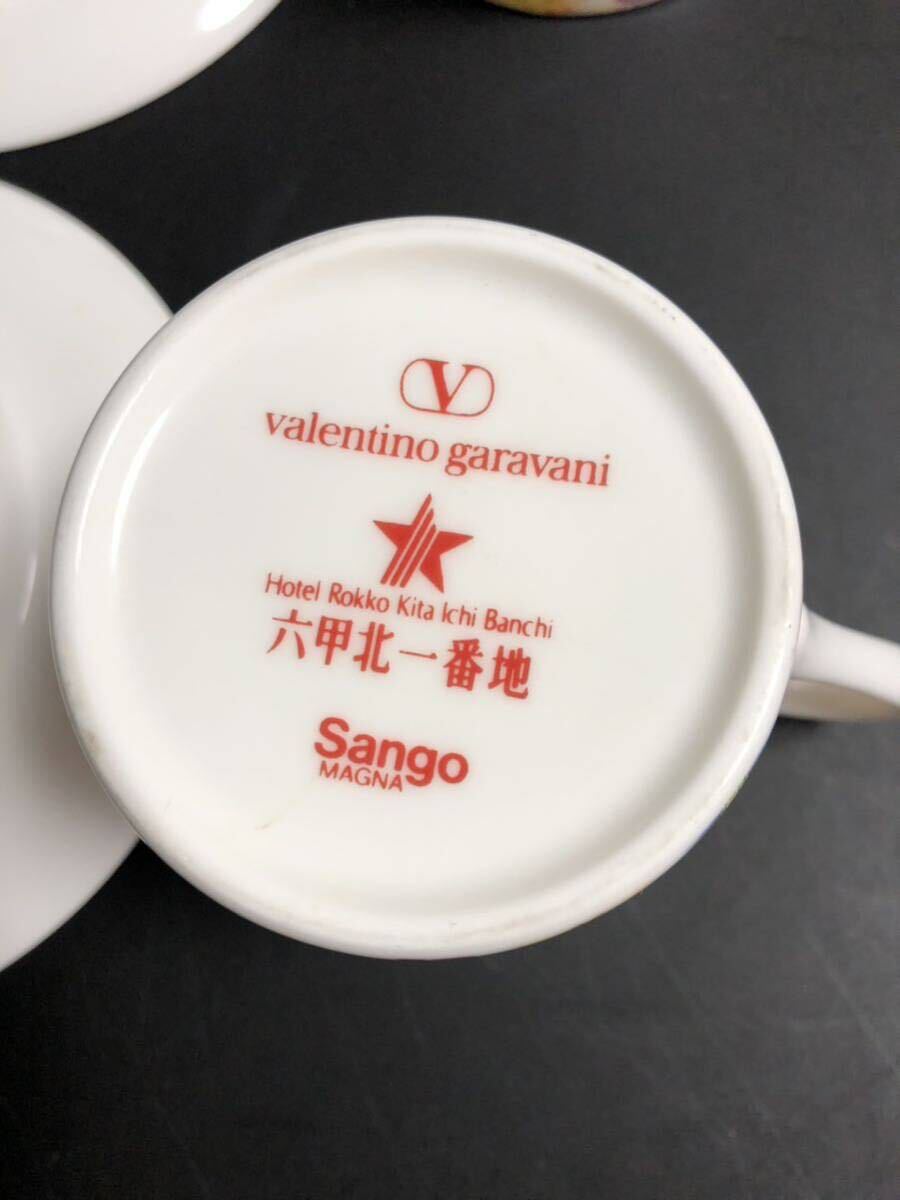 V
valentino garavani
Hotel Rokko Kita Ichi Banchi
六甲北一番地
Sango
MAGNA